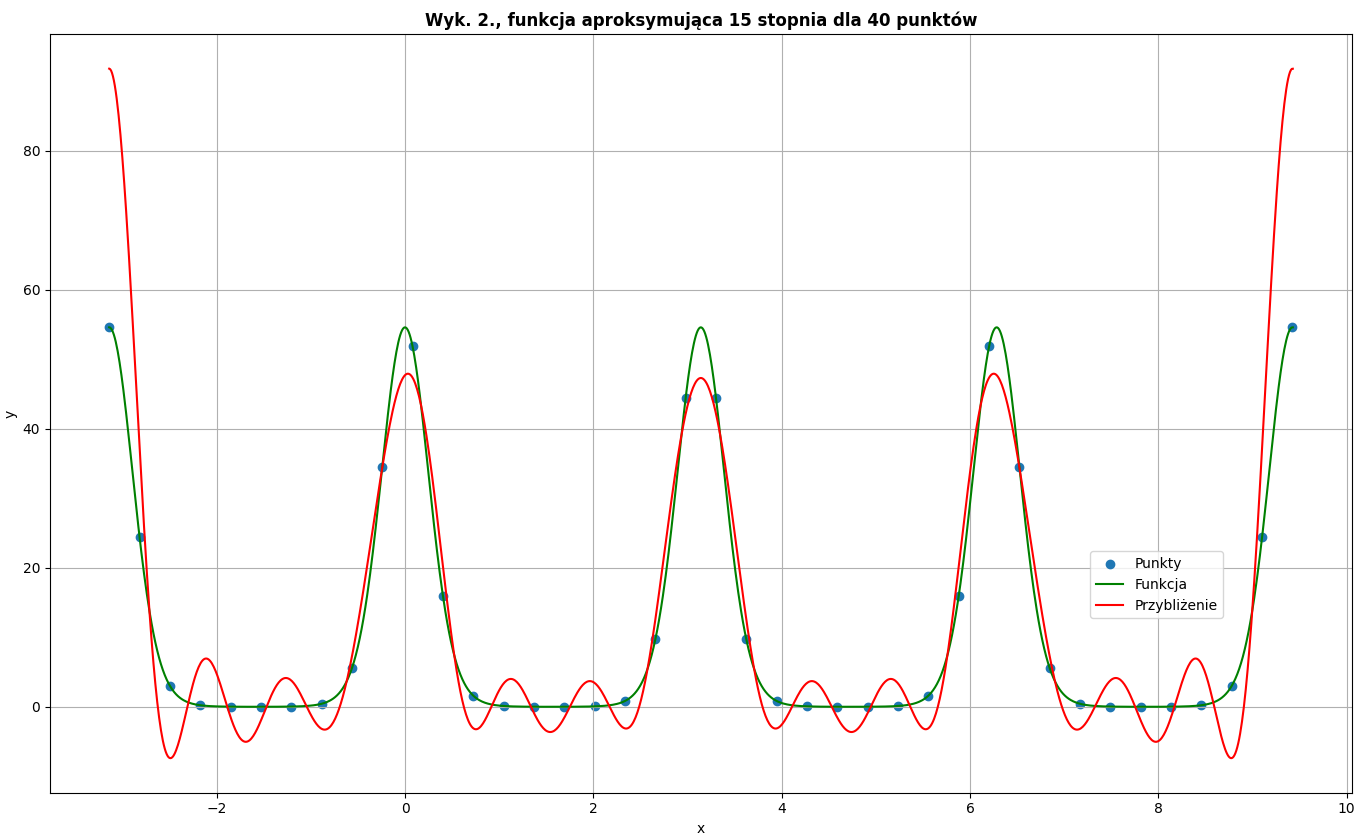 Wyk. 2., funkcja aproksymująca 15 stopnia dla 40 punktów
80
60
40
20
0
y
Punkty
Funkcja
Przybliżenie
−2
0
2
4
6
8
10
x